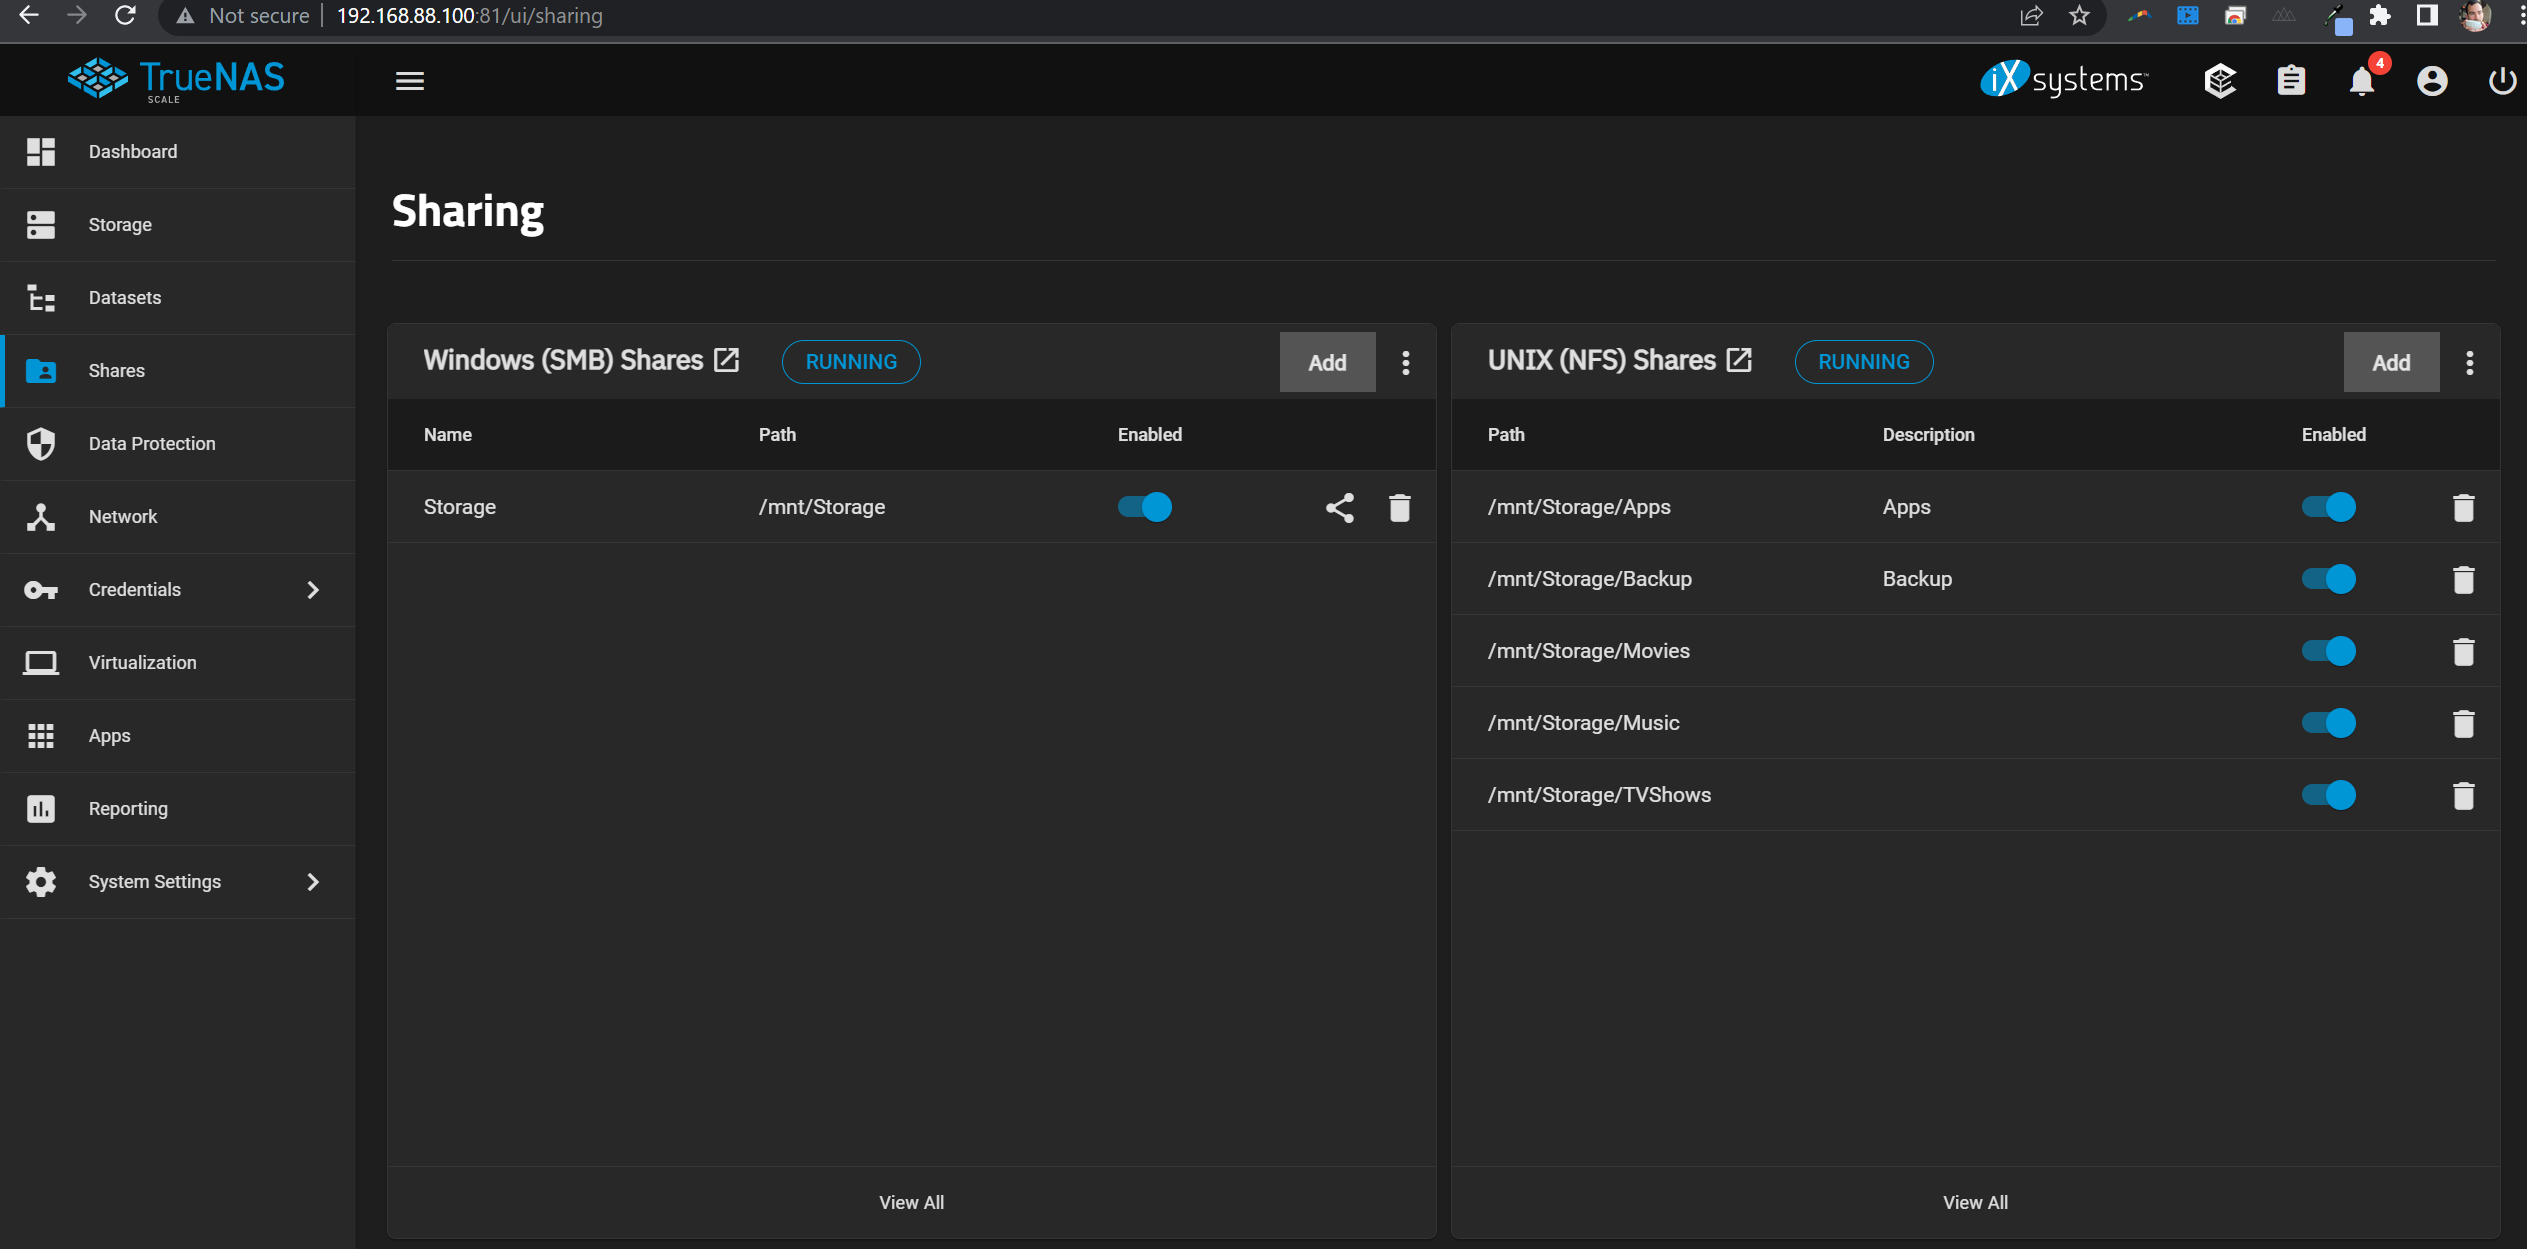 Not secure | 192.168.88.100:81/ui/sharing
TrueNAS
SCALE
iXsystems™
4
Dashboard
Storage
Datasets
Shares
Data Protection
Network
Credentials
Virtualization
Apps
Reporting
System Settings
Sharing
Windows (SMB) Shares RUNNING Add
Name Path Enabled
Storage /mnt/Storage
View All
UNIX (NFS) Shares RUNNING Add
Path Description Enabled
/mnt/Storage/Apps Apps
/mnt/Storage/Backup Backup
/mnt/Storage/Movies
/mnt/Storage/Music
/mnt/Storage/TVShows
View All